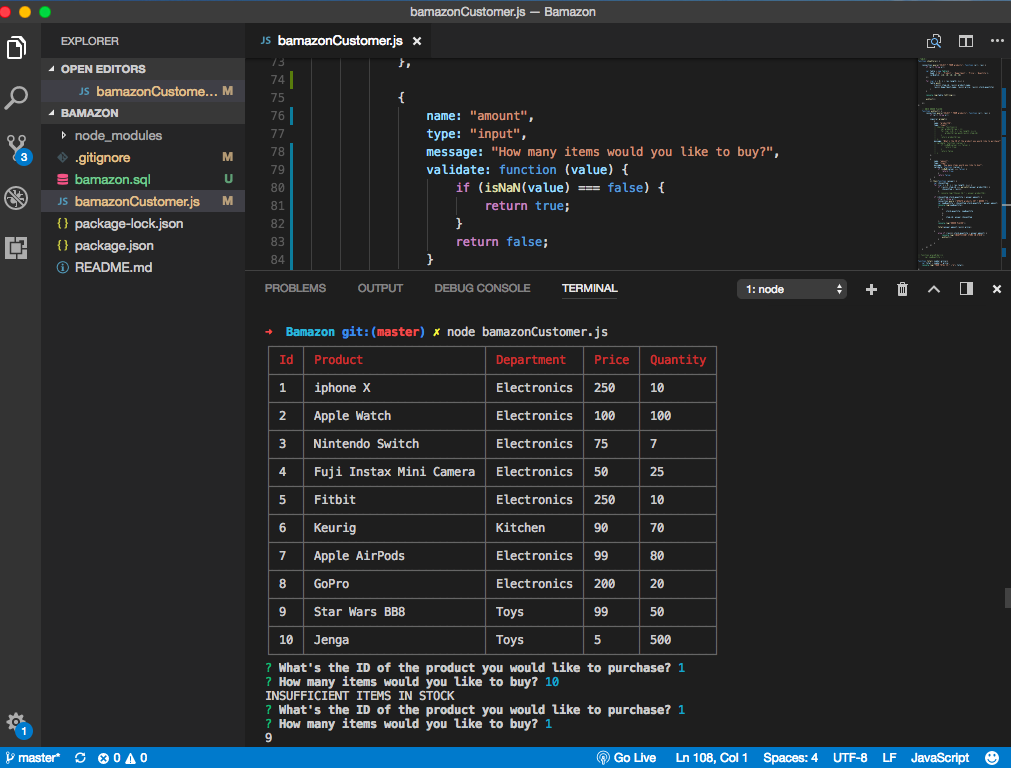 bamazonCustomer.js — Bamazon
EXPLORER
OPEN EDITORS
JS bamazonCustome... M
BAMAZON
node_modules
.gitignore M
bamazon.sql U
JS bamazonCustomer.js M
{ } package-lock.json
{ } package.json
README.md
3
1
JS bamazonCustomer.js ×
73 },
74
75 {
76 name: "amount",
77 type: "input",
78 message: "How many items would you like to buy?",
79 validate: function (value) {
80 if (isNaN(value) === false) {
81 return true;
82 }
83 return false;
84 }
PROBLEMS OUTPUT DEBUG CONSOLE TERMINAL 1: node
→ Bamazon git:(master) ✗ node bamazonCustomer.js
Id Product Department Price Quantity
1 iphone X Electronics 250 10
2 Apple Watch Electronics 100 100
3 Nintendo Switch Electronics 75 7
4 Fuji Instax Mini Camera Electronics 50 25
5 Fitbit Electronics 250 10
6 Keurig Kitchen 90 70
7 Apple AirPods Electronics 99 80
8 GoPro Electronics 200 20
9 Star Wars BB8 Toys 99 50
10 Jenga Toys 5 500
? What's the ID of the product you would like to purchase? 1
? How many items would you like to buy? 10
INSUFFICIENT ITEMS IN STOCK
? What's the ID of the product you would like to purchase? 1
? How many items would you like to buy? 1
9
master* 0 0 Go Live Ln 108, Col 1 Spaces: 4 UTF-8 LF JavaScript